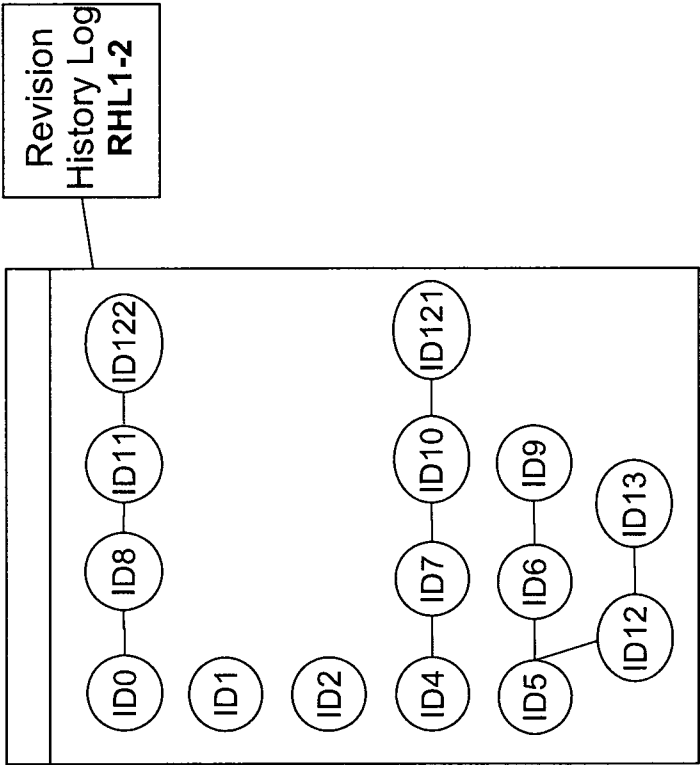 Revision
History Log
RHL1-2
ID0
ID8
ID11
ID122
ID1
ID2
ID4
ID7
ID10
ID121
ID5
ID6
ID9
ID12
ID13